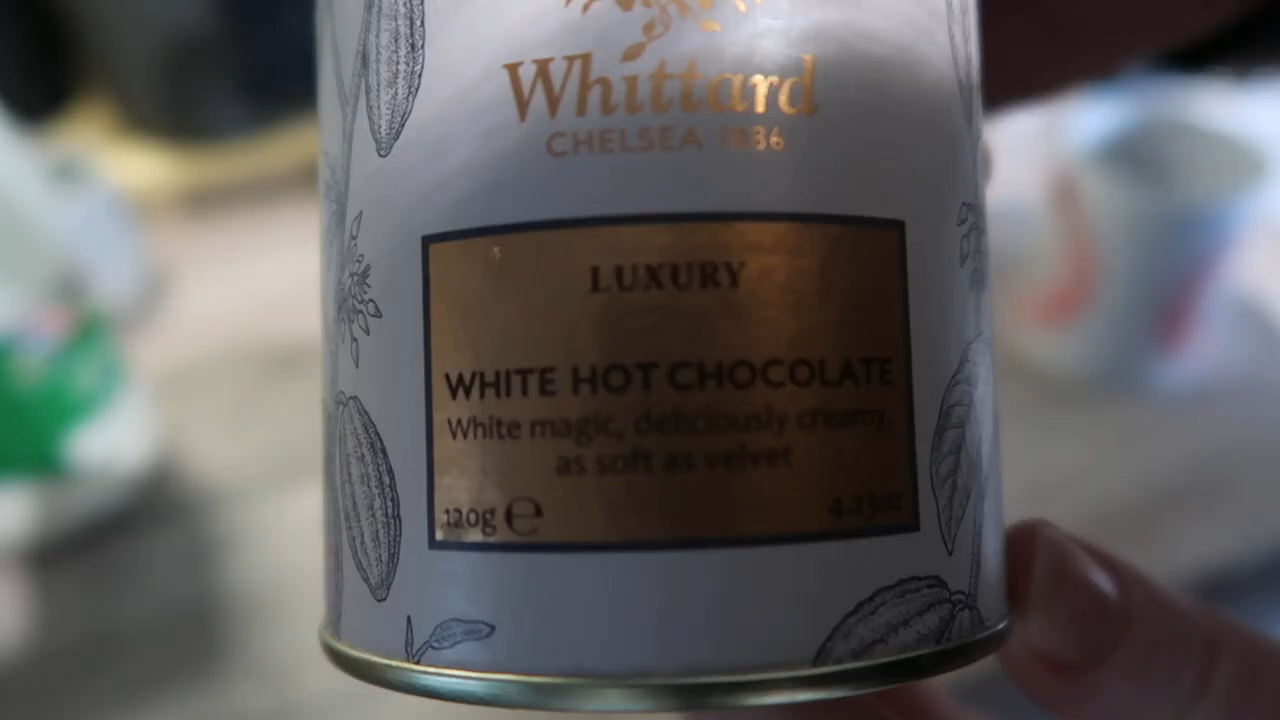 Whittard
CHELSEA 1886
LUXURY
WHITE HOT CHOCOLATE
White magic, deliciously creamy,
as soft as velvet
120g ℮
4.23oz